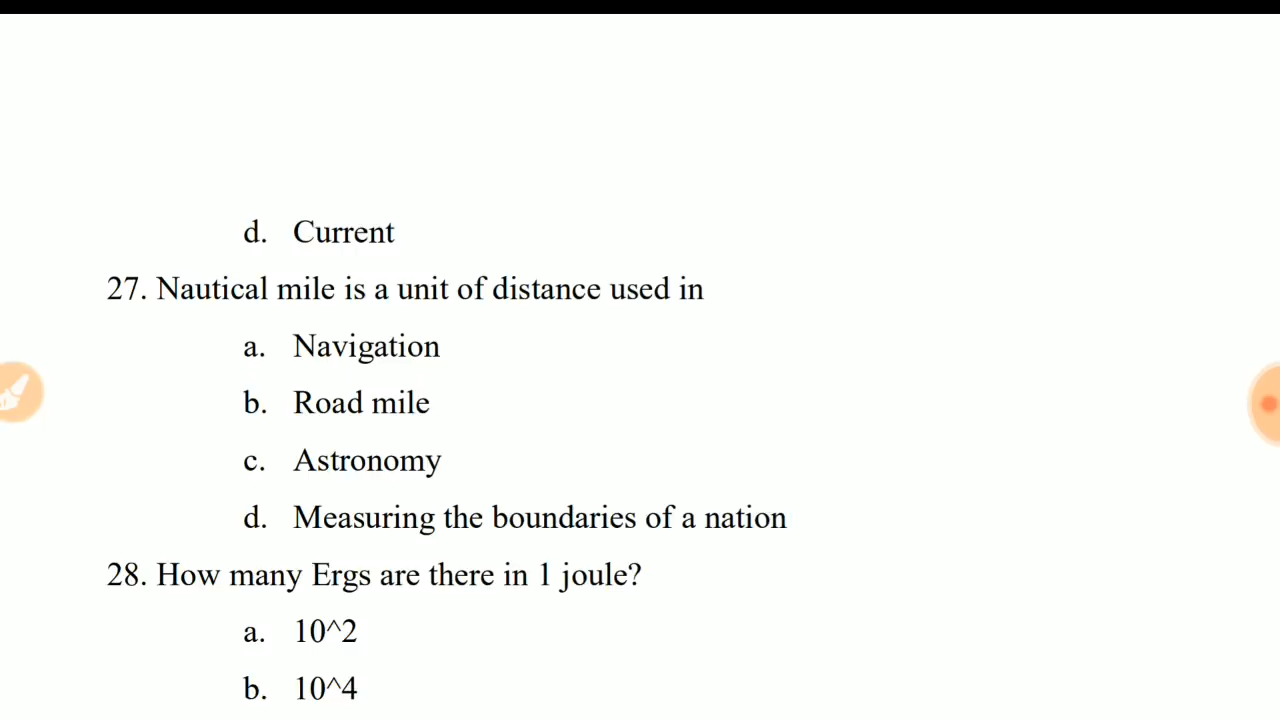 d. Current
27. Nautical mile is a unit of distance used in
a. Navigation
b. Road mile
c. Astronomy
d. Measuring the boundaries of a nation
28. How many Ergs are there in 1 joule?
a. 10^2
b. 10^4